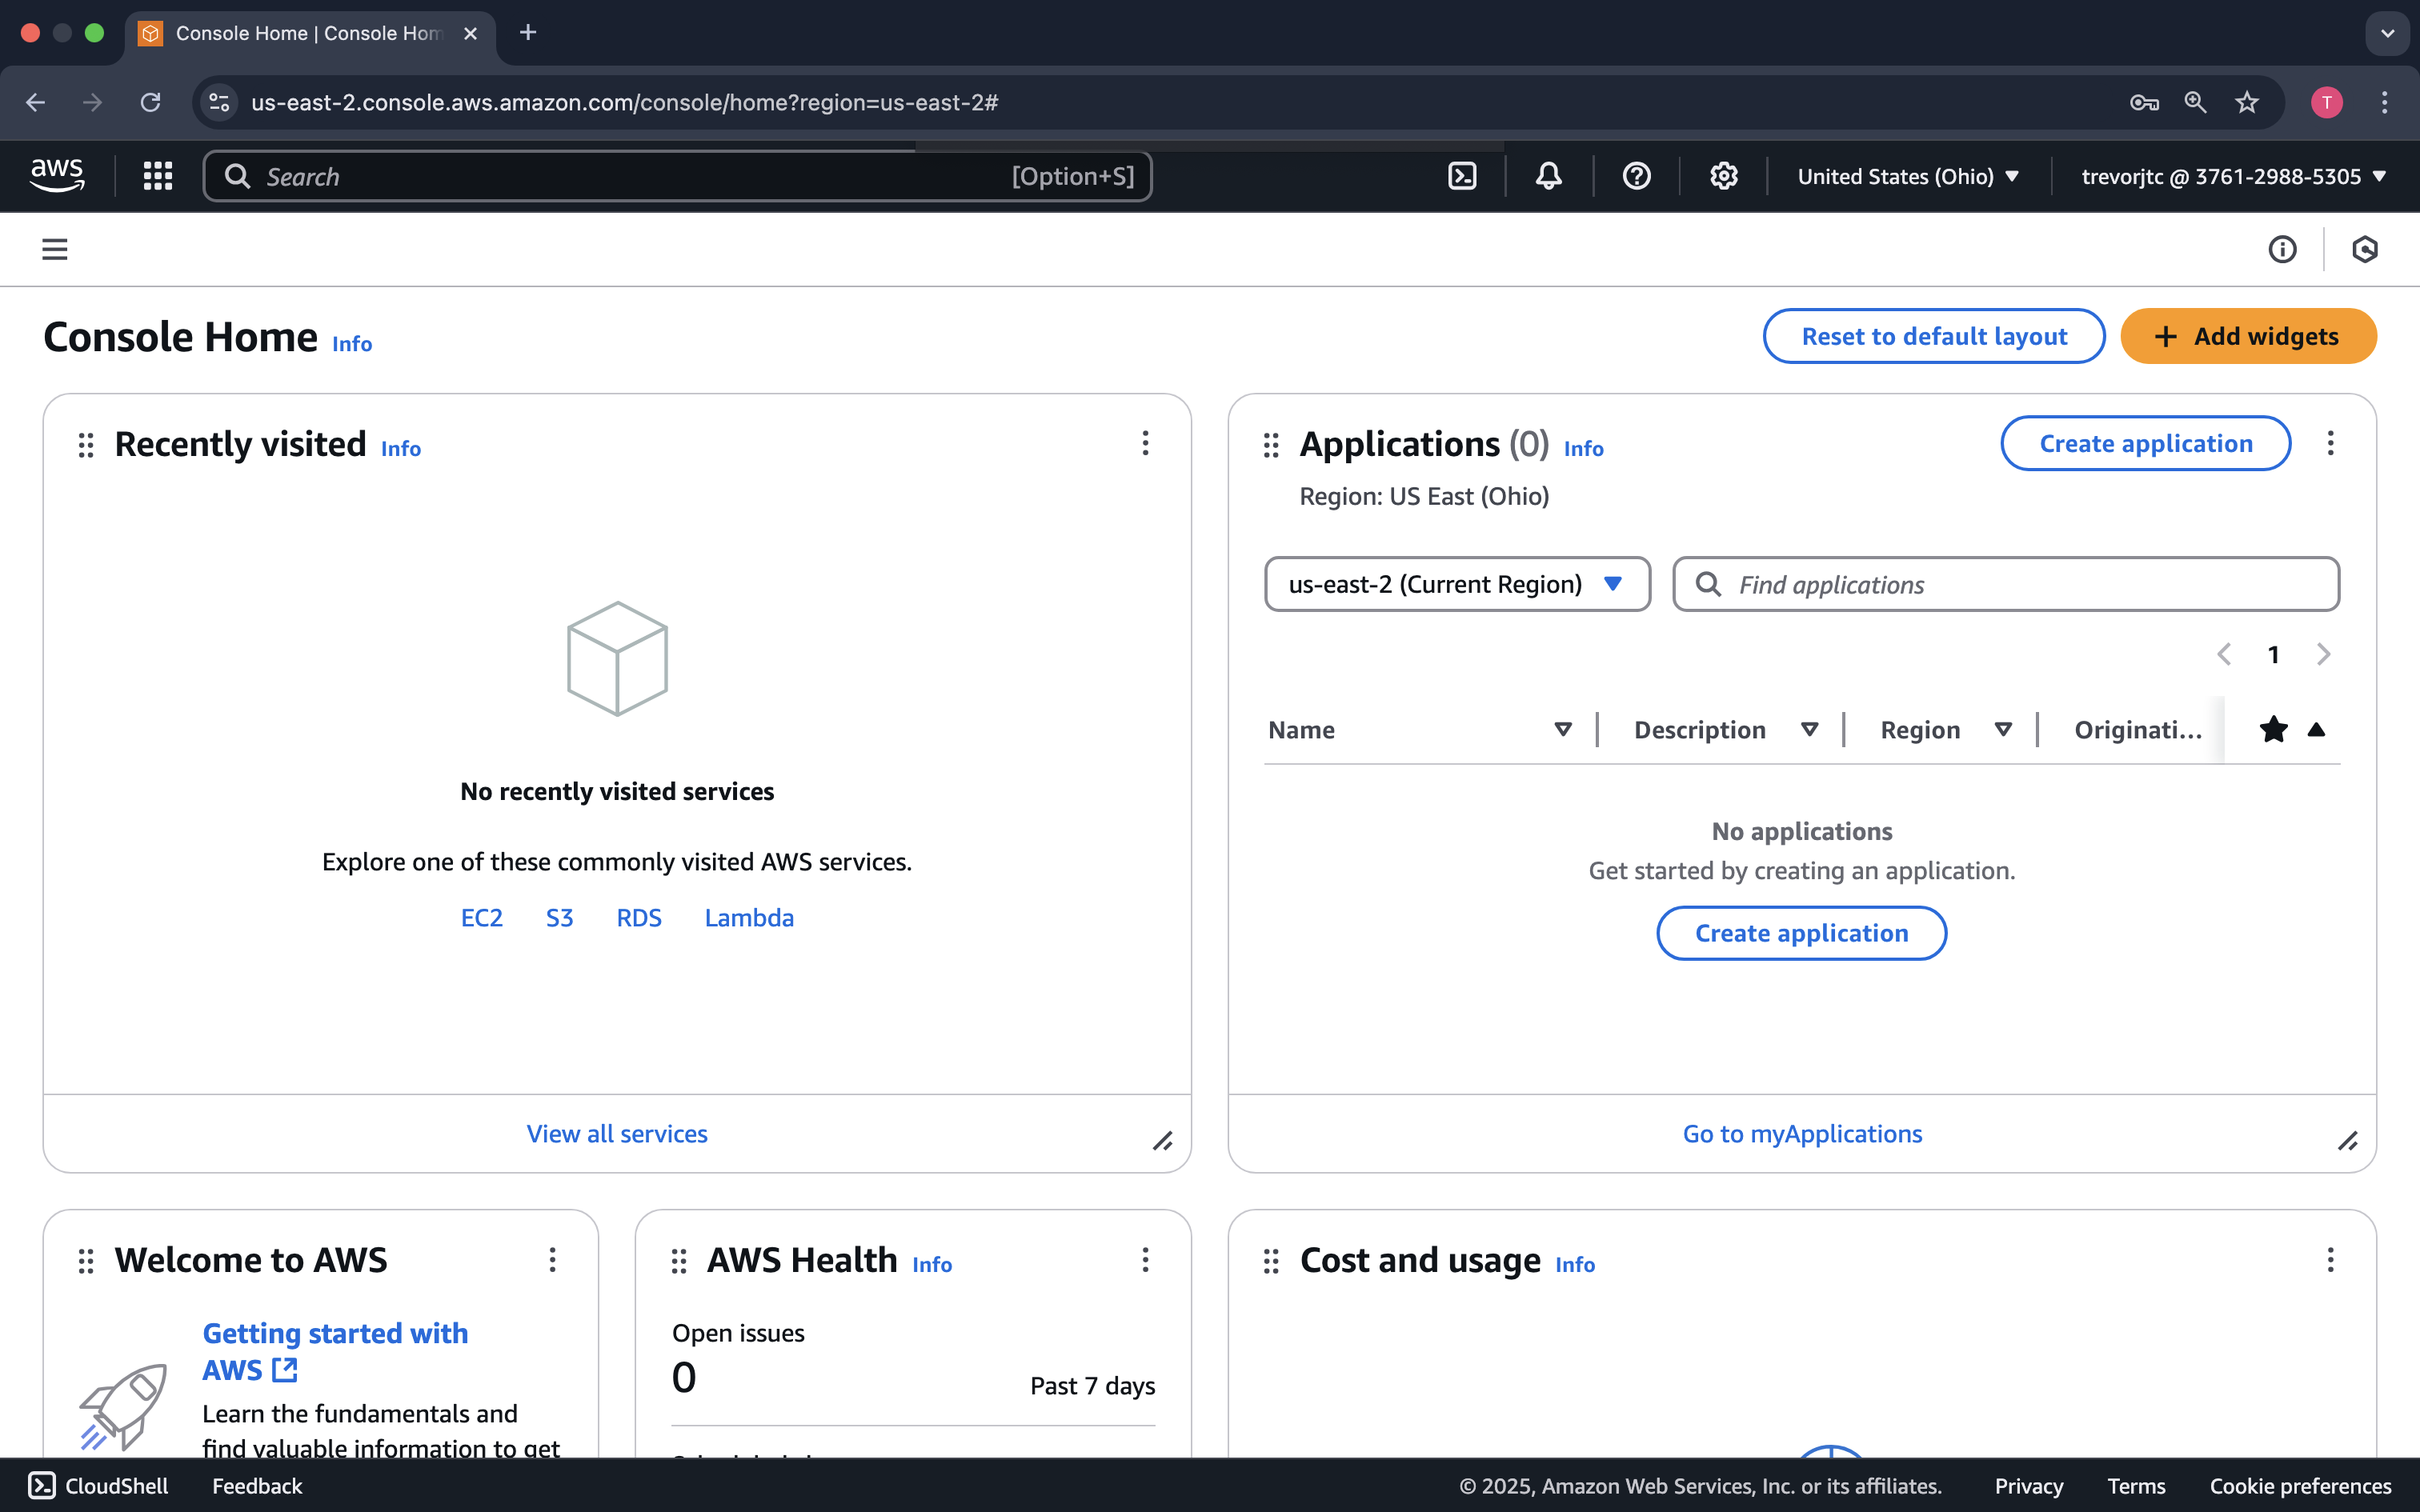 Console Home | Console Hom
us-east-2.console.aws.amazon.com/console/home?region=us-east-2#
T
aws
Search
[Option+S]
United States (Ohio)
trevorjtc @ 3761-2988-5305
Console Home Info
Reset to default layout
Add widgets
Recently visited Info
No recently visited services
Explore one of these commonly visited AWS services.
EC2 S3 RDS Lambda
View all services
Applications (0) Info
Create application
Region: US East (Ohio)
us-east-2 (Current Region)
Find applications
1
Name Description Region Originati...
No applications
Get started by creating an application.
Create application
Go to myApplications
Welcome to AWS
Getting started with
AWS
Learn the fundamentals and
find valuable information to get
AWS Health Info
Open issues
0
Past 7 days
Cost and usage Info
CloudShell
Feedback
© 2025, Amazon Web Services, Inc. or its affiliates.
Privacy
Terms
Cookie preferences